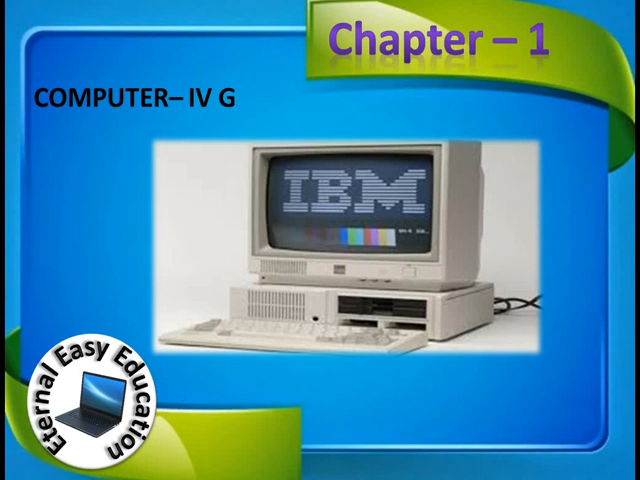 Chapter – 1
COMPUTER– IV G
IBM
Eternal Easy Education